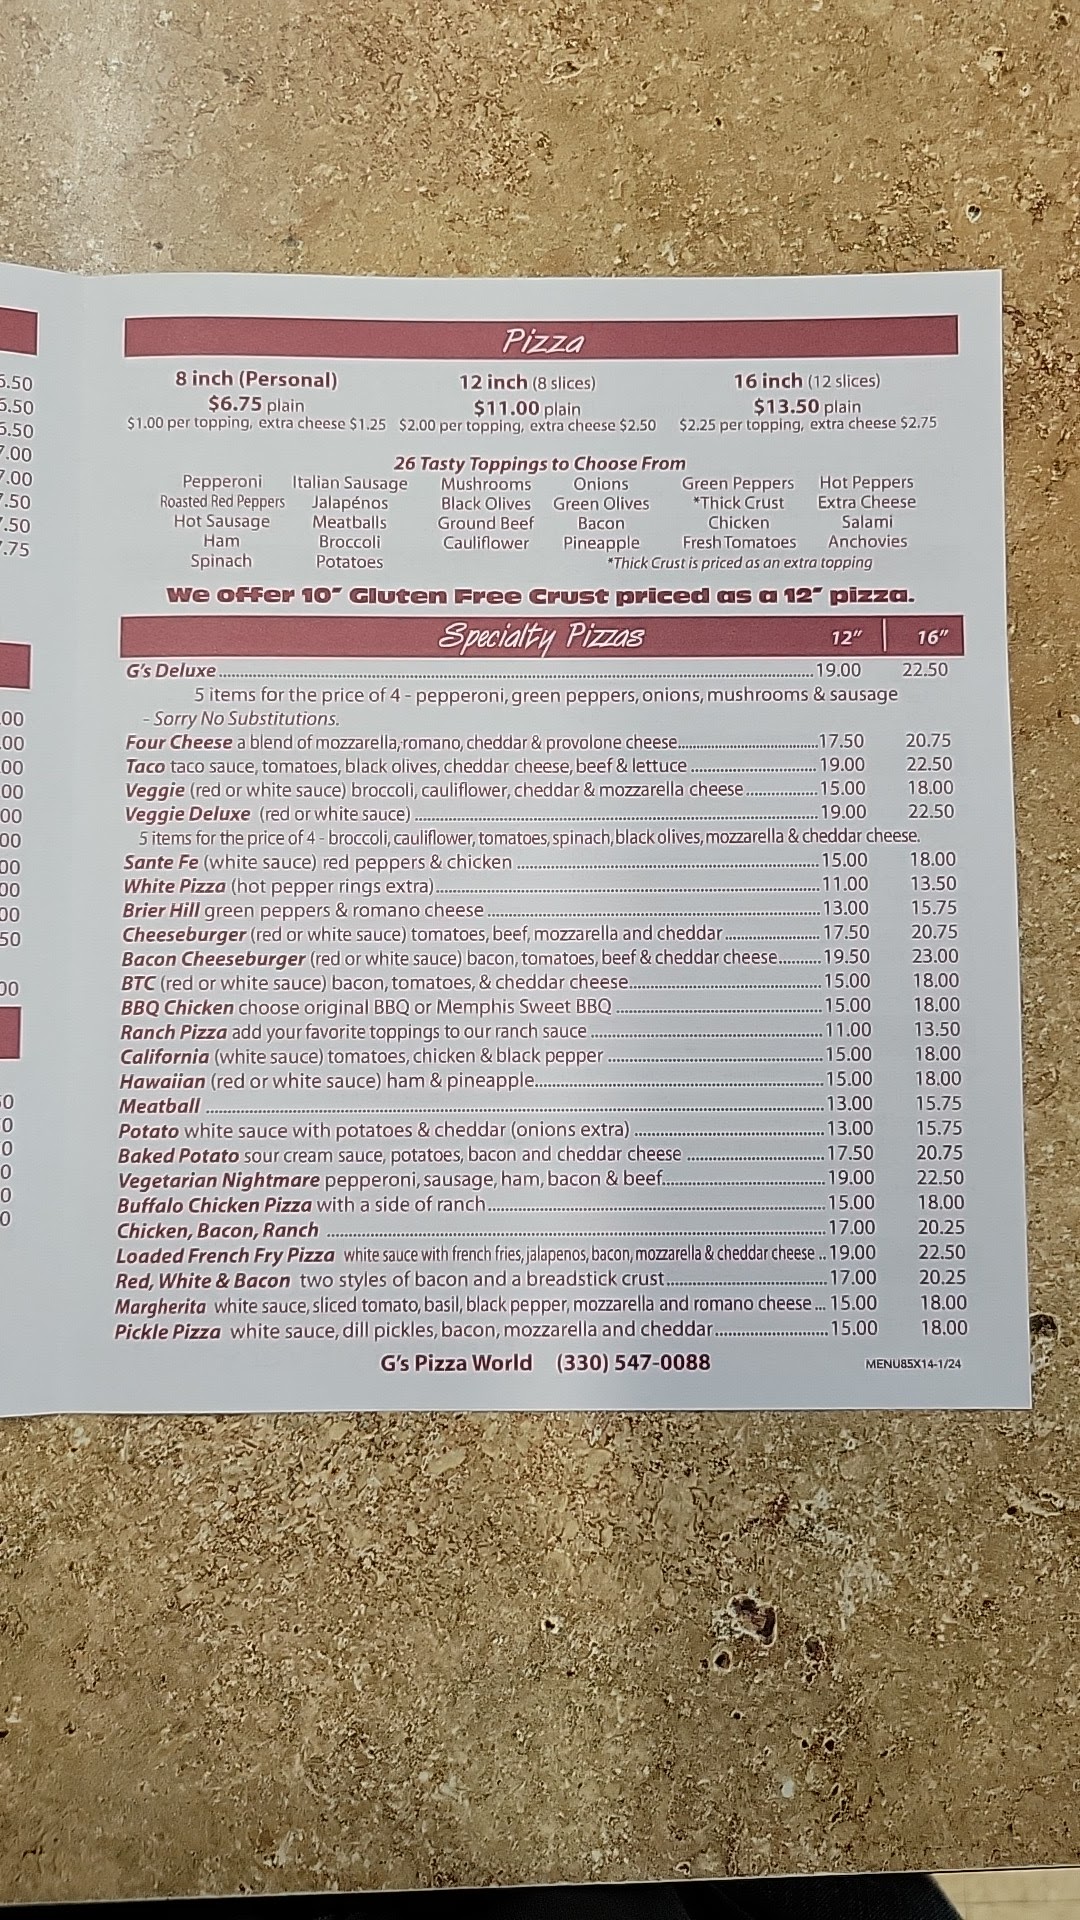 Pizza
8 inch (Personal) 12 inch (8 slices) 16 inch (12 slices)
$6.75 plain $11.00 plain $13.50 plain
$1.00 per topping, extra cheese $1.25 $2.00 per topping, extra cheese $2.50 $2.25 per topping, extra cheese $2.75
26 Tasty Toppings to Choose From
Pepperoni Italian Sausage Mushrooms Onions Green Peppers Hot Peppers
Roasted Red Peppers Jalapénos Black Olives Green Olives *Thick Crust Extra Cheese
Hot Sausage Meatballs Ground Beef Bacon Chicken Salami
Ham Broccoli Cauliflower Pineapple Fresh Tomatoes Anchovies
Spinach Potatoes *Thick Crust is priced as an extra topping
We offer 10" Gluten Free Crust priced as a 12" pizza.
Specialty Pizzas 12" | 16"
G's Deluxe 19.00 22.50
5 items for the price of 4 - pepperoni, green peppers, onions, mushrooms & sausage
- Sorry No Substitutions.
Four Cheese a blend of mozzarella, romano, cheddar & provolone cheese 17.50 20.75
Taco taco sauce, tomatoes, black olives, cheddar cheese, beef & lettuce 19.00 22.50
Veggie (red or white sauce) broccoli, cauliflower, cheddar & mozzarella cheese 15.00 18.00
Veggie Deluxe (red or white sauce) 19.00 22.50
5 items for the price of 4 - broccoli, cauliflower, tomatoes, spinach, black olives, mozzarella & cheddar cheese.
Sante Fe (white sauce) red peppers & chicken 15.00 18.00
White Pizza (hot pepper rings extra) 11.00 13.50
Brier Hill green peppers & romano cheese 13.00 15.75
Cheeseburger (red or white sauce) tomatoes, beef, mozzarella and cheddar 17.50 20.75
Bacon Cheeseburger (red or white sauce) bacon, tomatoes, beef & cheddar cheese 19.50 23.00
BTC (red or white sauce) bacon, tomatoes, & cheddar cheese 15.00 18.00
BBQ Chicken choose original BBQ or Memphis Sweet BBQ 15.00 18.00
Ranch Pizza add your favorite toppings to our ranch sauce 11.00 13.50
California (white sauce) tomatoes, chicken & black pepper 15.00 18.00
Hawaiian (red or white sauce) ham & pineapple 15.00 18.00
Meatball 13.00 15.75
Potato white sauce with potatoes & cheddar (onions extra) 13.00 15.75
Baked Potato sour cream sauce, potatoes, bacon and cheddar cheese 17.50 20.75
Vegetarian Nightmare pepperoni, sausage, ham, bacon & beef 19.00 22.50
Buffalo Chicken Pizza with a side of ranch 15.00 18.00
Chicken, Bacon, Ranch 17.00 20.25
Loaded French Fry Pizza white sauce with french fries, jalapenos, bacon, mozzarella & cheddar cheese 19.00 22.50
Red, White & Bacon two styles of bacon and a breadstick crust 17.00 20.25
Margherita white sauce, sliced tomato, basil, black pepper, mozzarella and romano cheese 15.00 18.00
Pickle Pizza white sauce, dill pickles, bacon, mozzarella and cheddar 15.00 18.00
G's Pizza World (330) 547-0088 MENU85X14-1/24